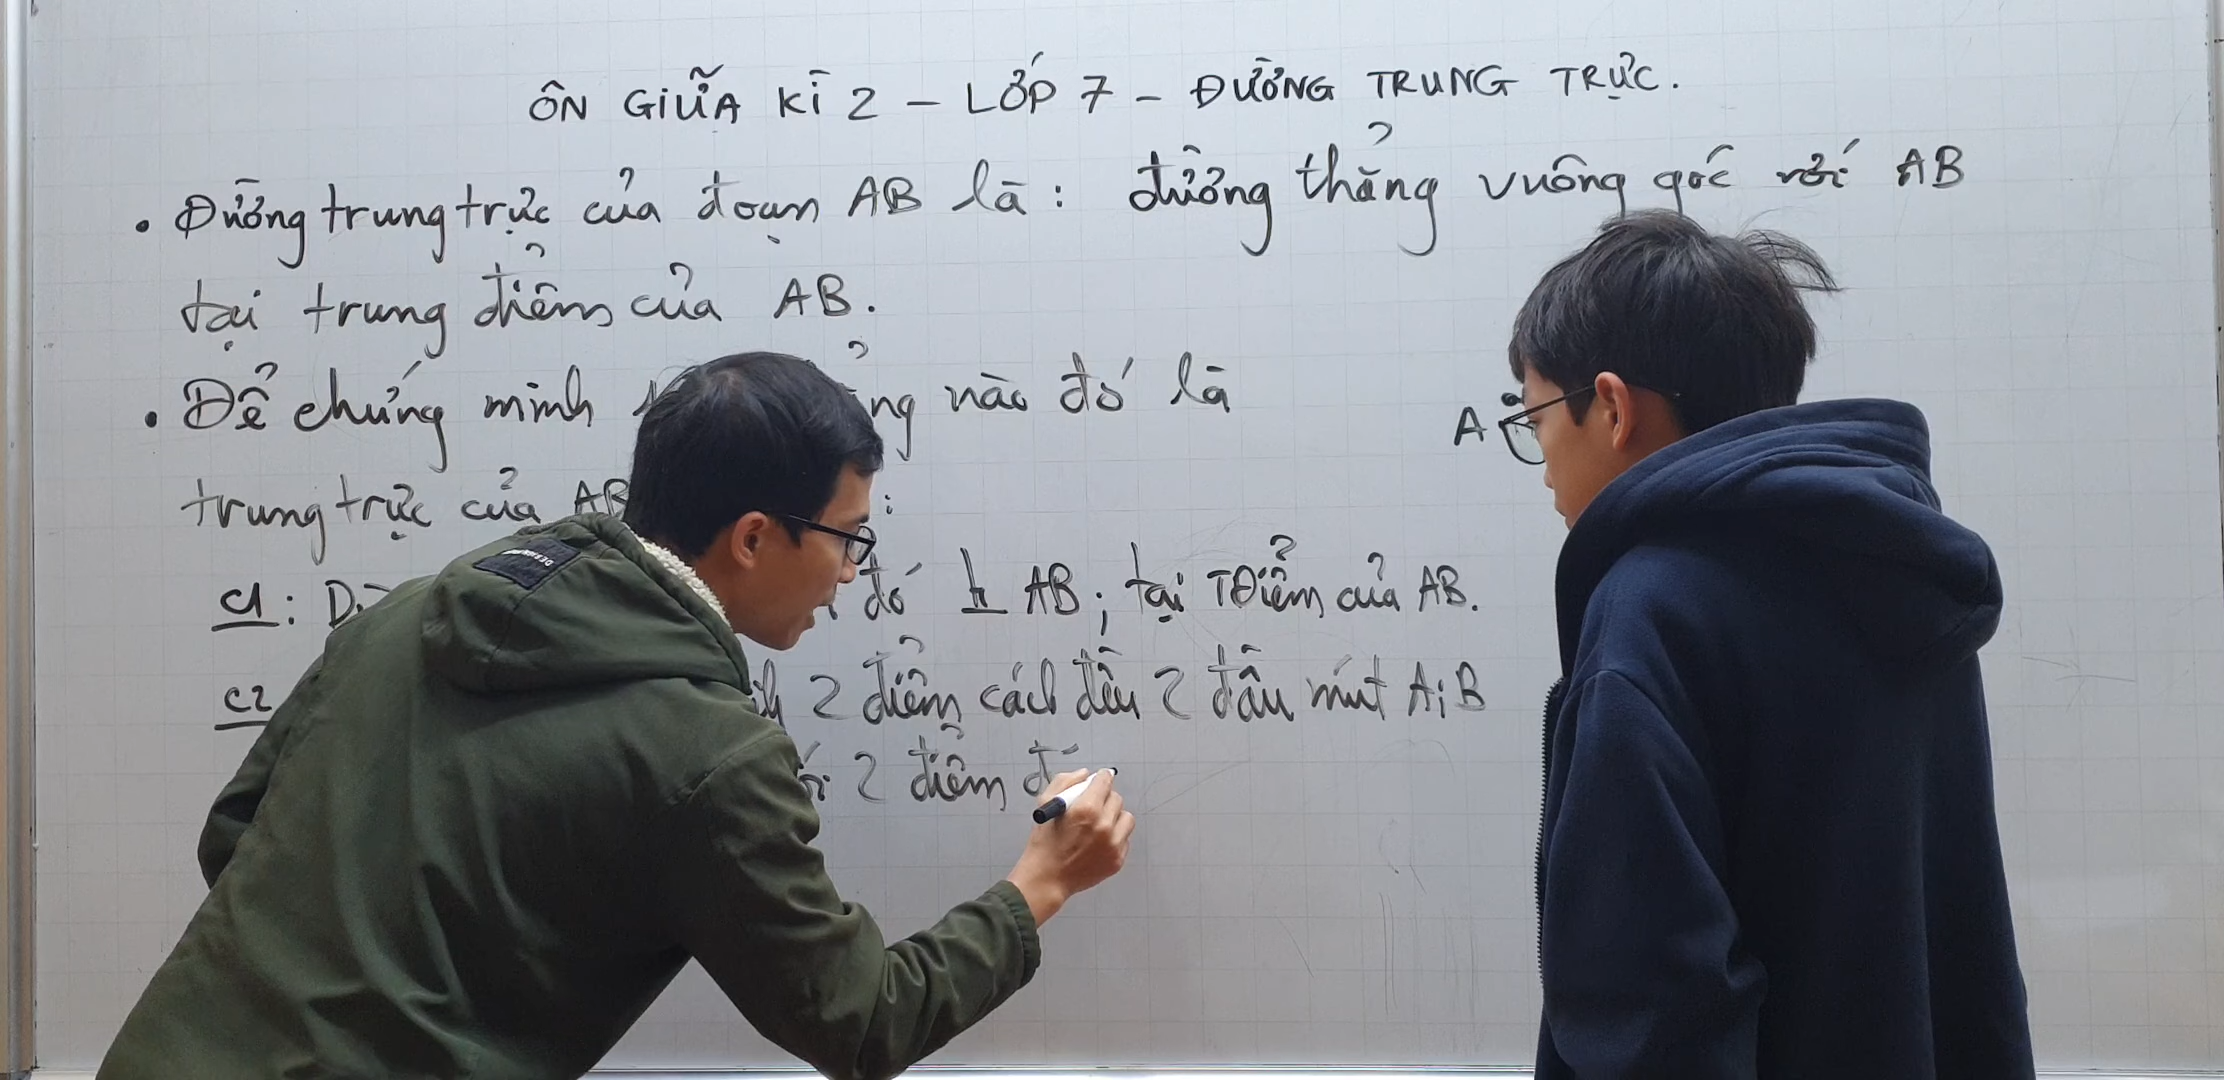 ÔN GIỮA KÌ 2 - LỚP 7 - ĐƯỜNG TRUNG TRỰC.
• Đường trung trực của đoạn AB là : đường thẳng vuông góc với AB
tại trung điểm của AB.
• Để chứng minh nào đó là
trung trực của AB :
A
C1 : đó ⊥ AB ; tại TĐiểm của AB.
C2 2 điểm cách đều 2 đầu mút A; B
2 điểm